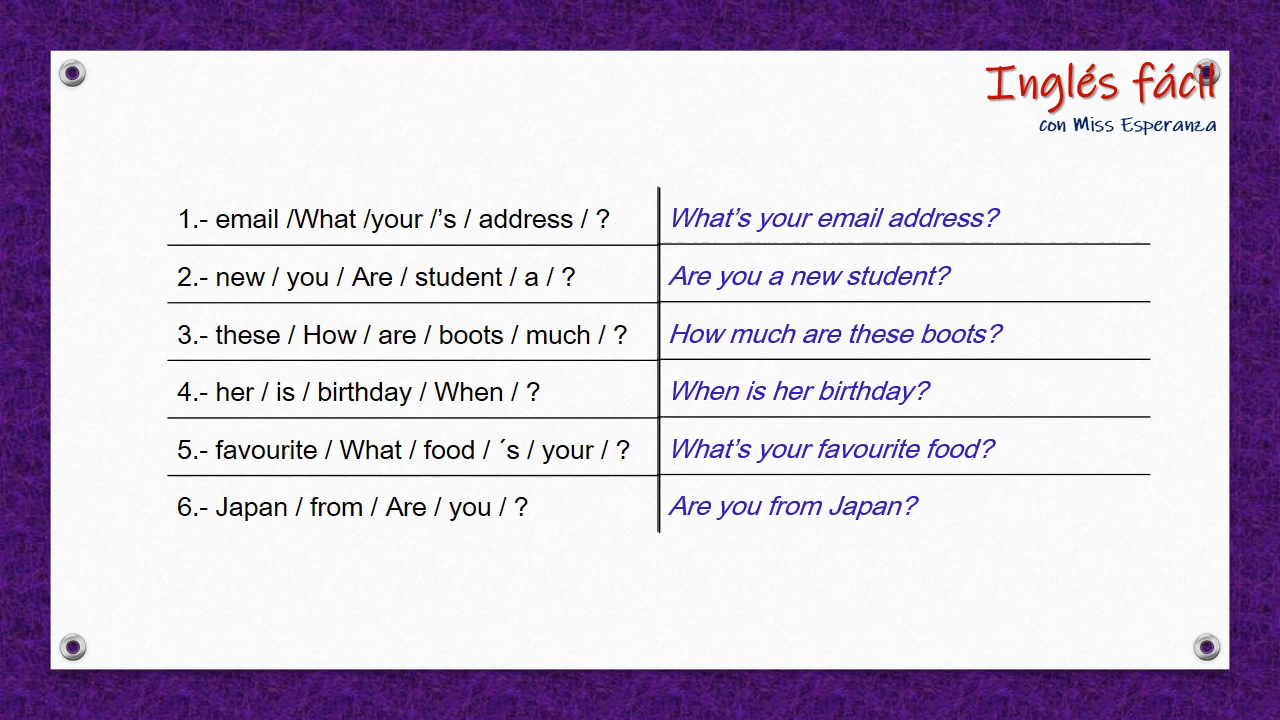 Inglés fácil
con Miss Esperanza
1.- email /What /your /’s / address / ? What’s your email address?
2.- new / you / Are / student / a / ? Are you a new student?
3.- these / How / are / boots / much / ? How much are these boots?
4.- her / is / birthday / When / ? When is her birthday?
5.- favourite / What / food / ´s / your / ? What’s your favourite food?
6.- Japan / from / Are / you / ? Are you from Japan?